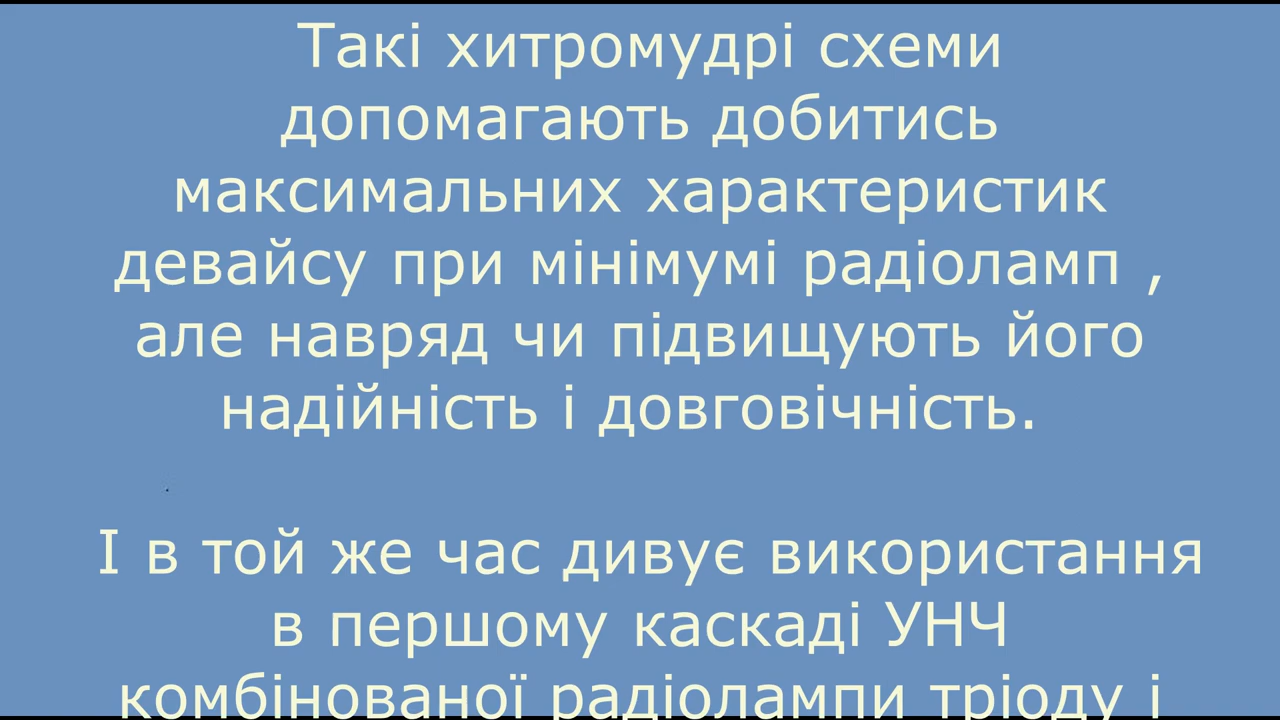 Такі хитромудрі схеми
допомагають добитись
максимальних характеристик
девайсу при мінімумі радіоламп ,
але навряд чи підвищують його
надійність і довговічність.
І в той же час дивує використання
в першому каскаді УНЧ
комбінованої радіолампи тріоду і